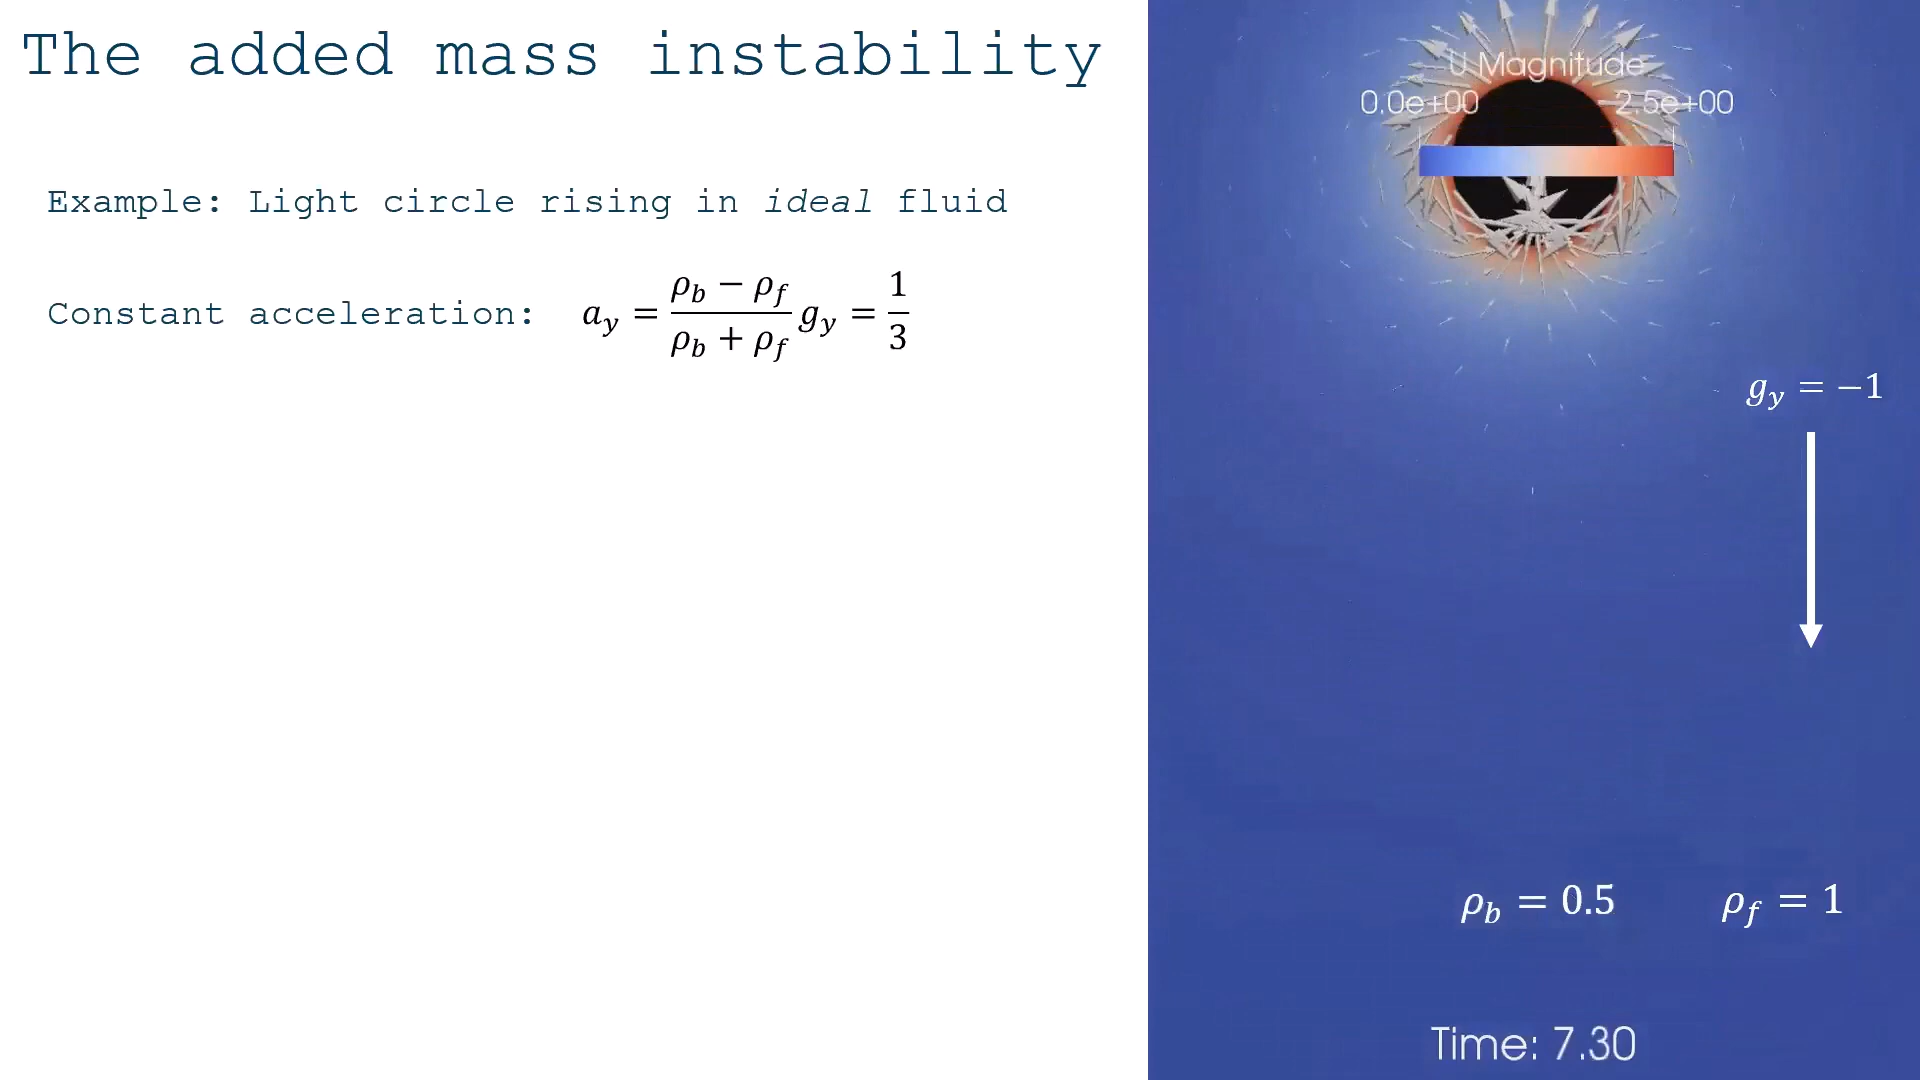 The added mass instability
Example: Light circle rising in ideal fluid
Constant acceleration: a_y = (ρ_b − ρ_f)/(ρ_b + ρ_f) g_y = 1/3
U Magnitude
0.0e+00 2.5e+00
g_y = −1
ρ_b = 0.5 ρ_f = 1
Time: 7.30